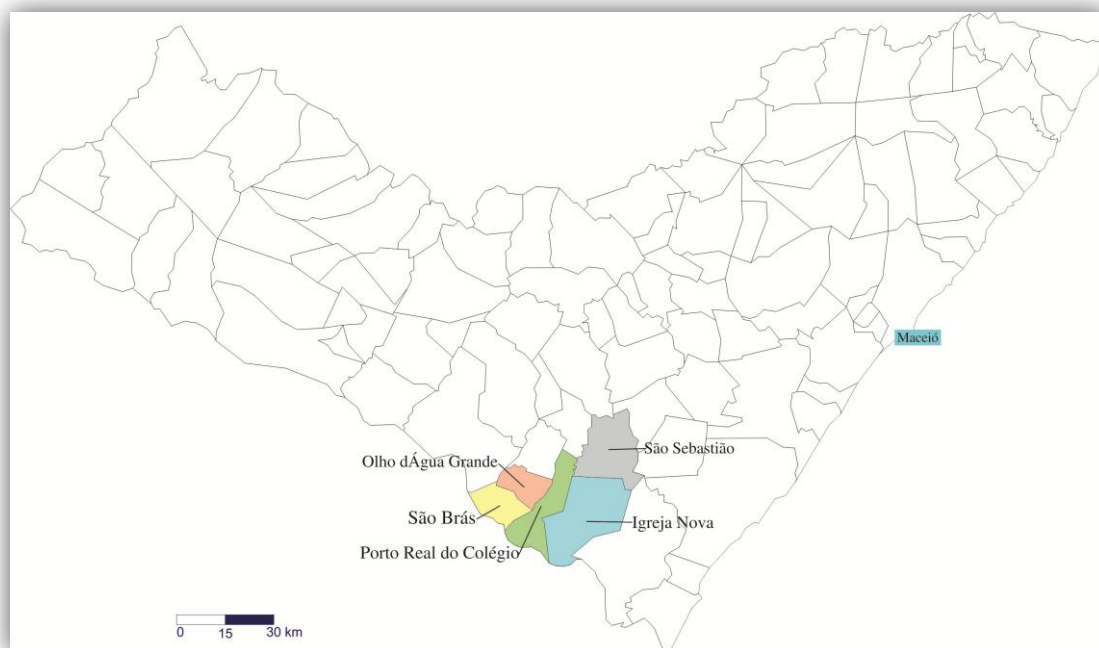 Maceió
São Sebastião
Olho dÁgua Grande
São Brás
Igreja Nova
Porto Real do Colégio
0 15 30 km